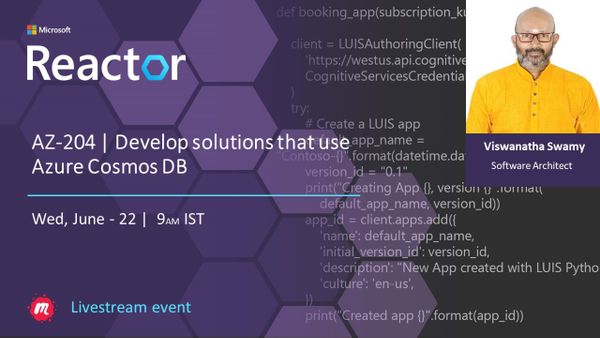 Microsoft
Reactor
AZ-204 | Develop solutions that use
Azure Cosmos DB
Wed, June - 22 | 9AM IST
Livestream event
def booking_app(subscription_ku
client = LUISAuthoringClient(
'https://westus.api.cognitive
CognitiveServicesCredential
)
try:
# Create a LUIS app
default_app_name =
Contoso-{}".format(datetime.dat
version_id = "0.1"
print("Creating App {}, version {}".format(
default_app_name, version_id))
app_id = client.apps.add({
'name': default_app_name,
'initial_version_id': version_id,
'description': "New App created with LUIS Pytho
'culture': 'en-us',
})
print("Created app {}".format(app_id))
Viswanatha Swamy
Software Architect